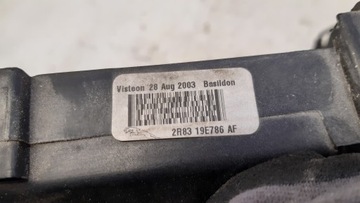 Visteon 28 Aug 2003 Basildon
2R83 19E786 AF